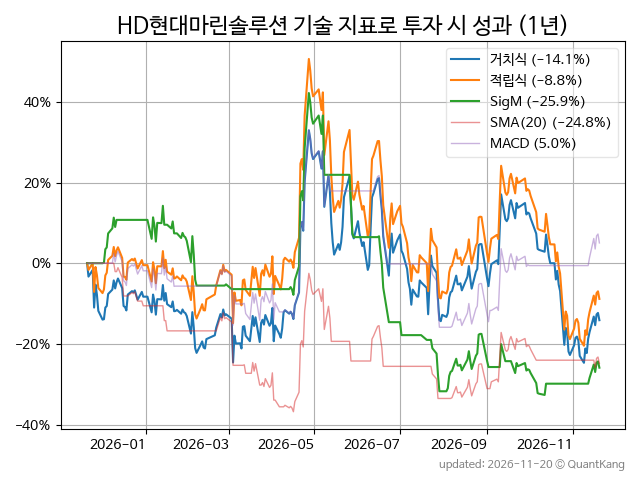 HD현대마린솔루션 기술 지표로 투자 시 성과 (1년)
거치식 (−14.1%)
적립식 (−8.8%)
SigM (−25.9%)
SMA(20) (−24.8%)
MACD (5.0%)
40%
20%
0%
−20%
−40%
2026-01
2026-03
2026-05
2026-07
2026-09
2026-11
updated: 2026-11-20 © QuantKang